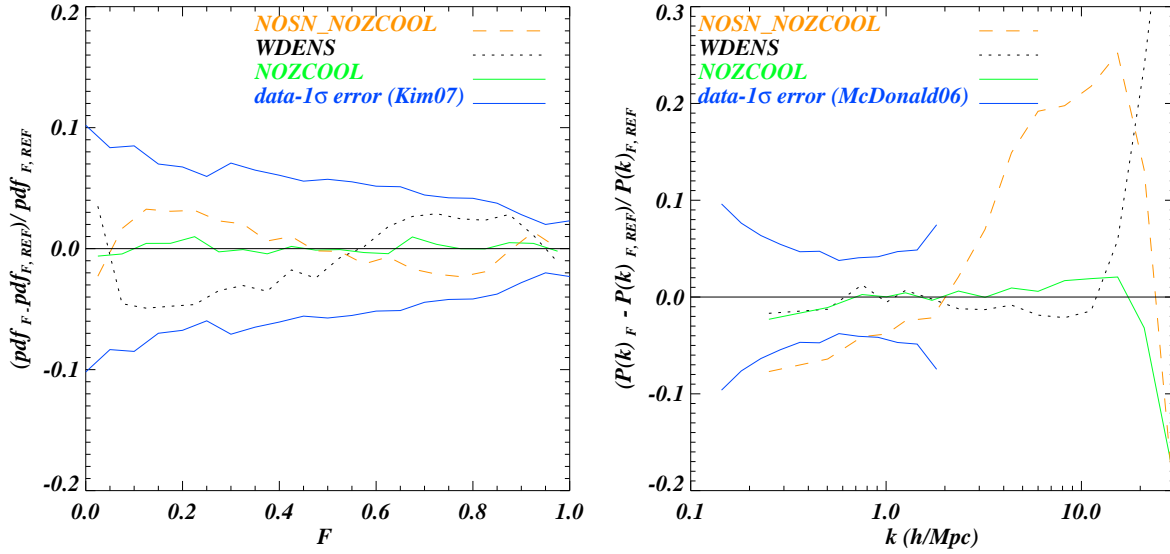 0.2
0.1
0.0
-0.1
-0.2
(pdf F - pdf F, REF) / pdf F, REF
NOSN_NOZCOOL
WDENS
NOZCOOL
data-1σ error (Kim07)
0.0 0.2 0.4 0.6 0.8 1.0
F
0.3
0.2
0.1
0.0
-0.1
-0.2
(P(k) F - P(k) F, REF) / P(k) F, REF
NOSN_NOZCOOL
WDENS
NOZCOOL
data-1σ error (McDonald06)
0.1 1.0 10.0
k (h/Mpc)